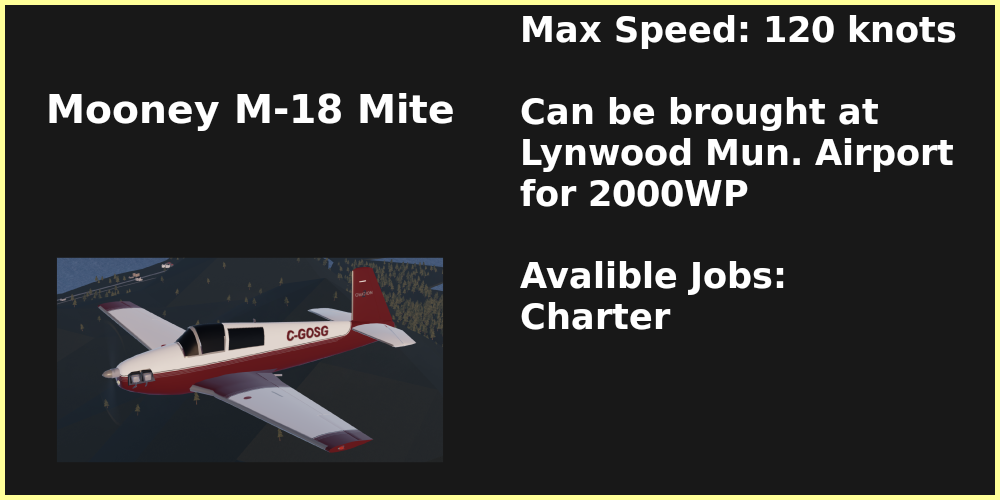 Mooney M-18 Mite
Max Speed: 120 knots
Can be brought at
Lynwood Mun. Airport
for 2000WP
Avalible Jobs:
Charter
C-GOSG